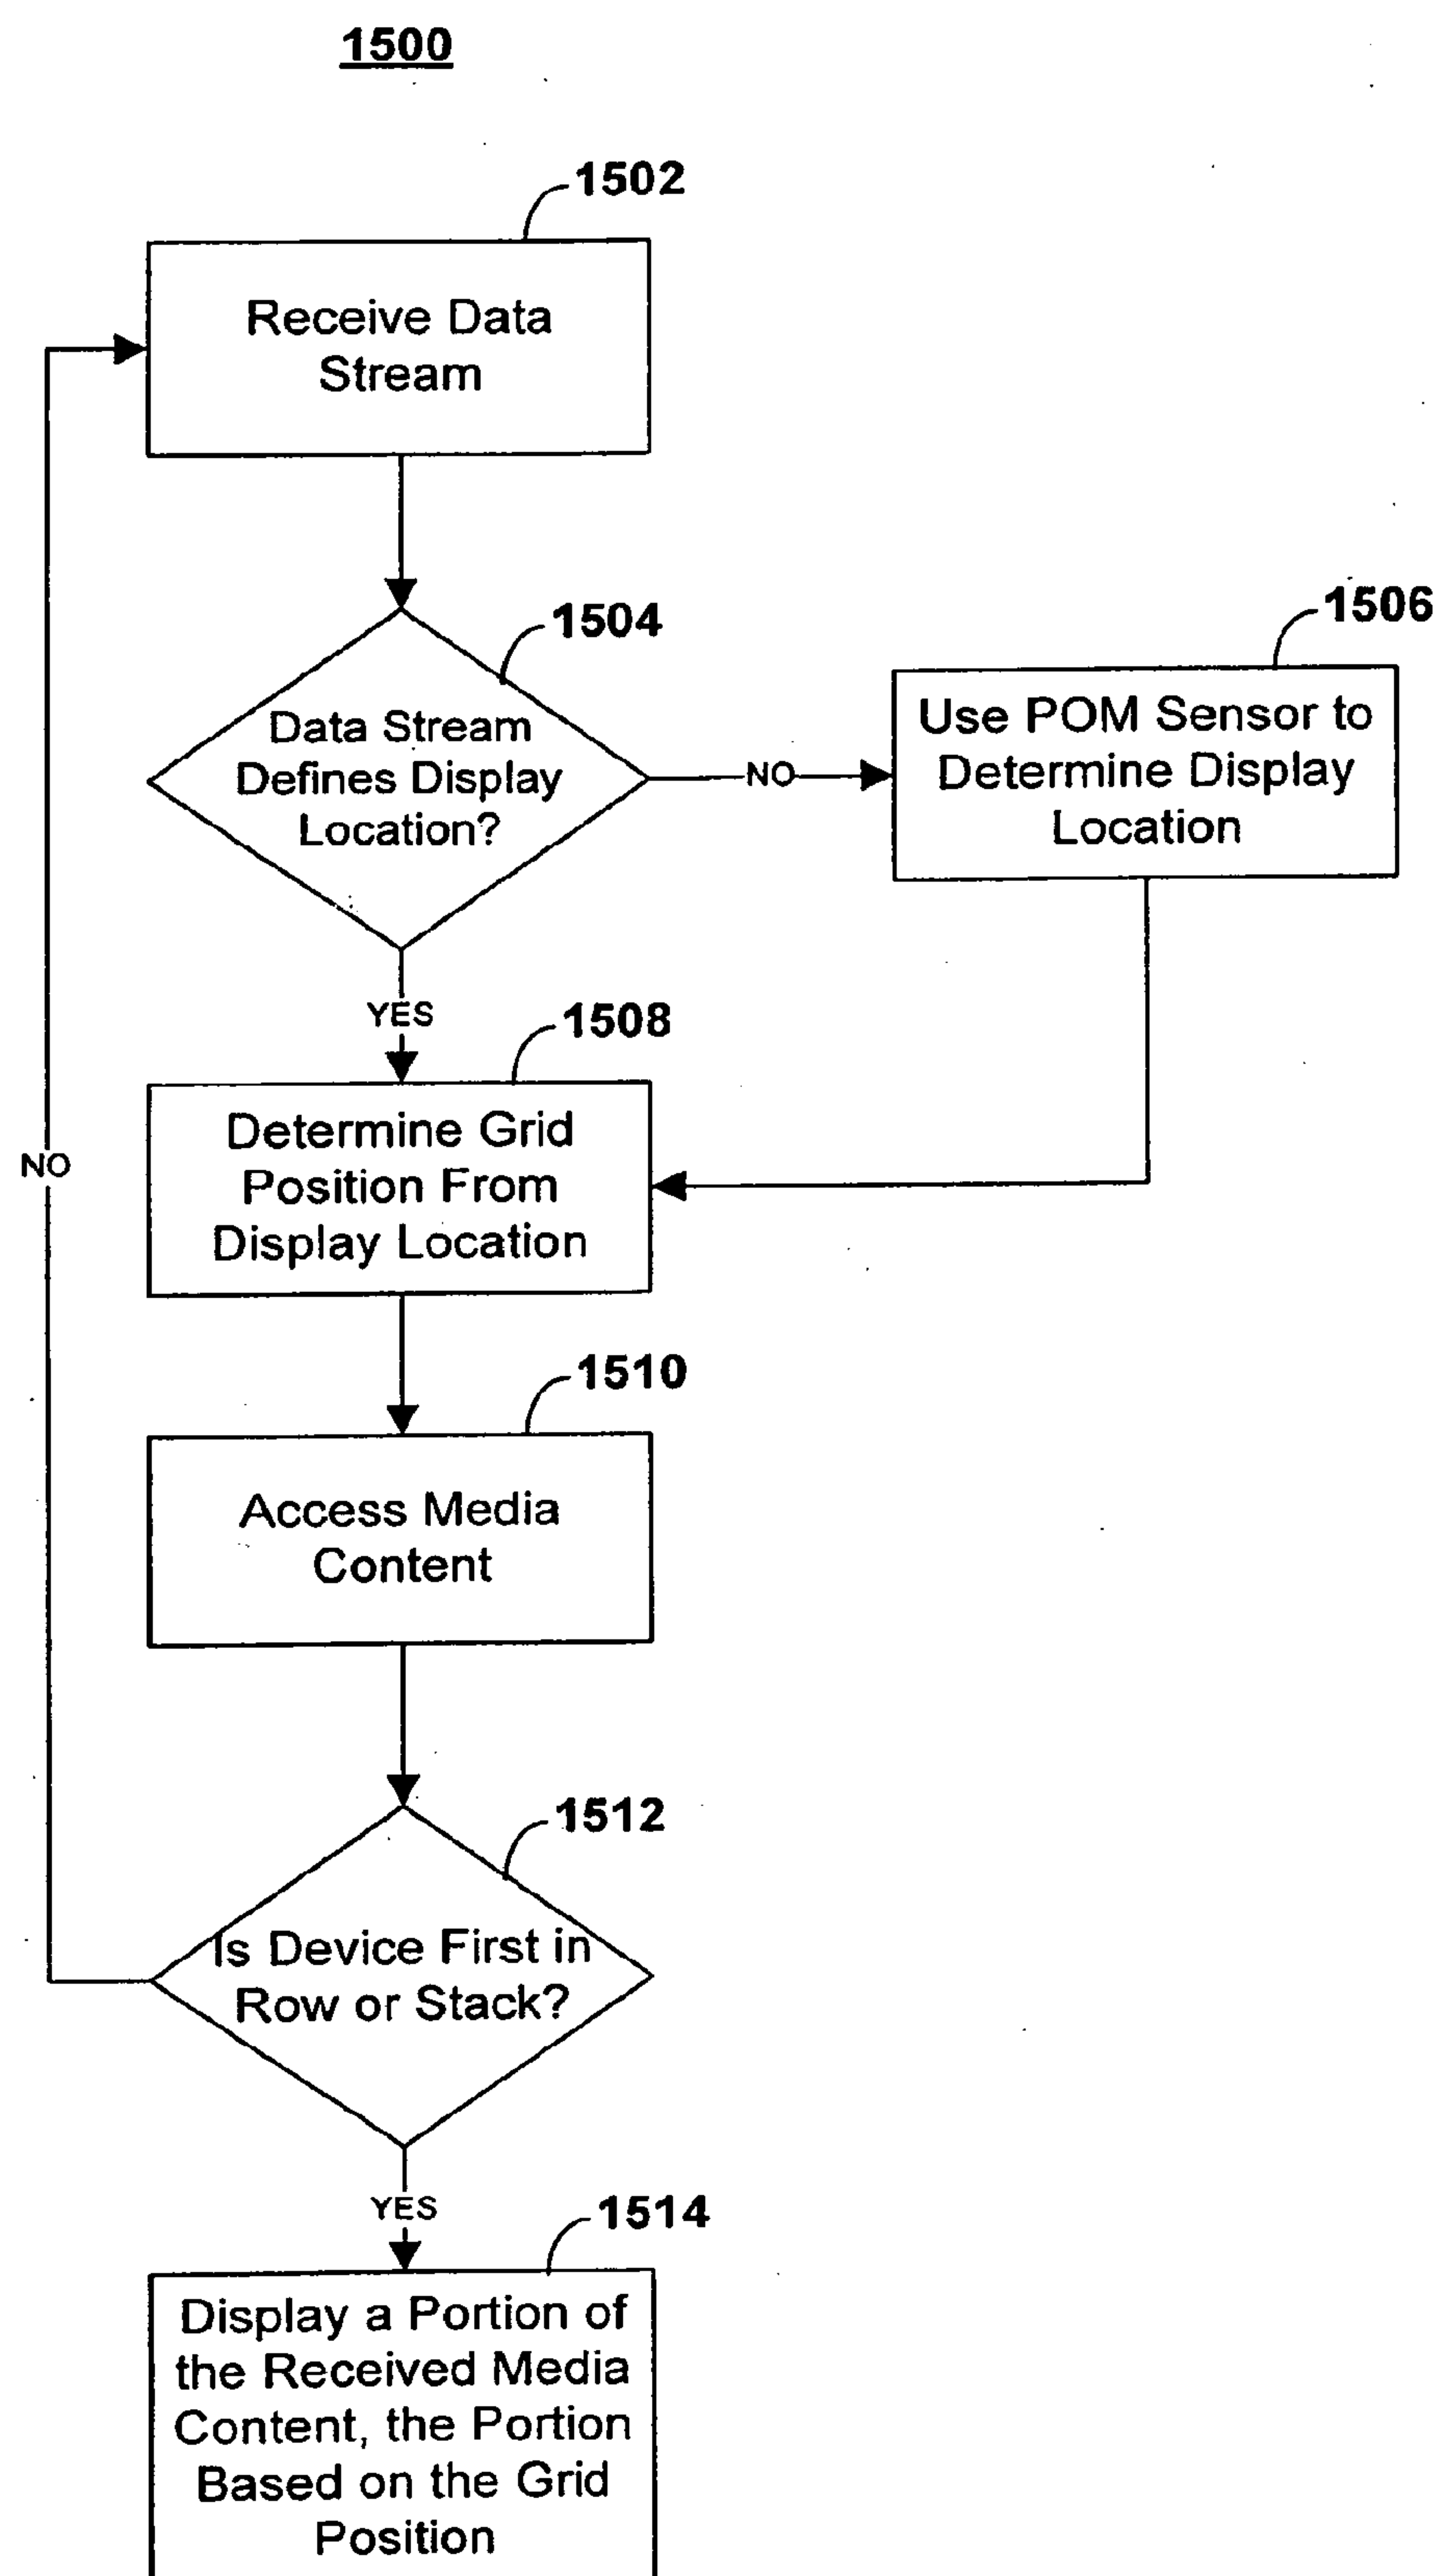 1500
1502
Receive Data
Stream
1504
Data Stream
Defines Display
Location?
NO
1506
Use POM Sensor to
Determine Display
Location
YES
1508
Determine Grid
Position From
Display Location
NO
1510
Access Media
Content
1512
Is Device First in
Row or Stack?
YES
1514
Display a Portion of
the Received Media
Content, the Portion
Based on the Grid
Position